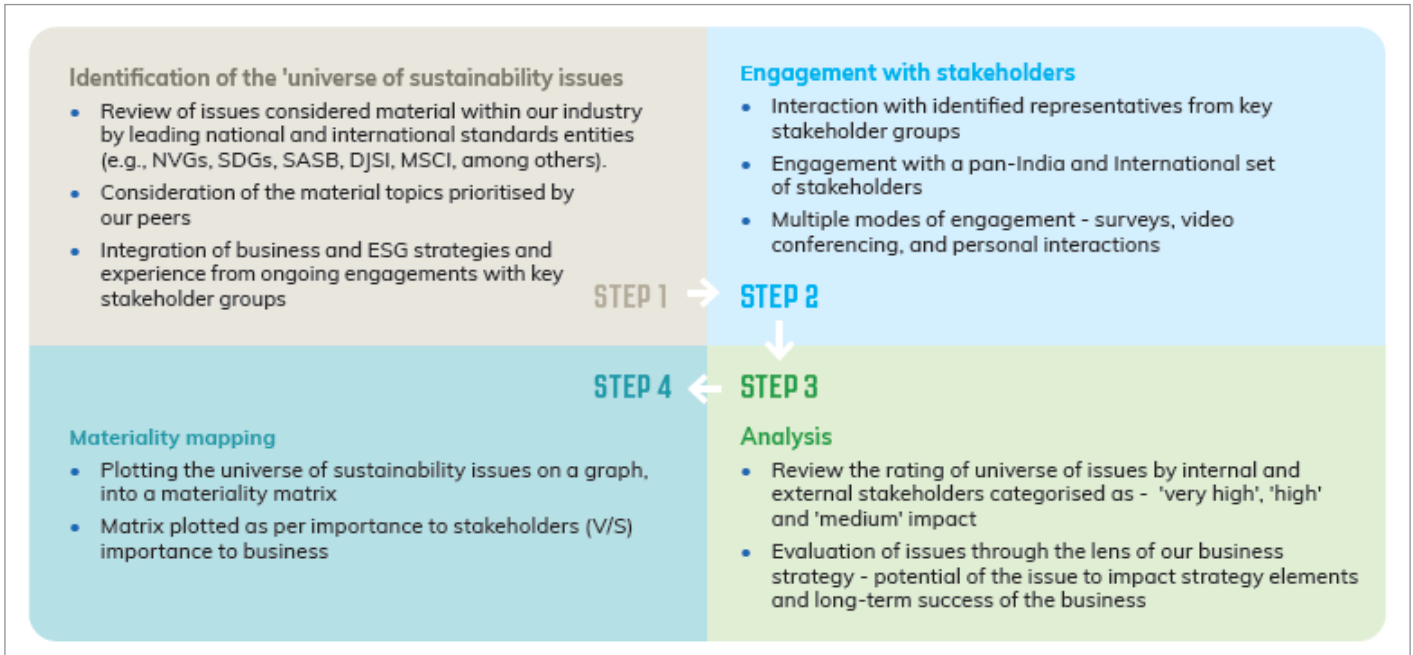 Identification of the 'universe of sustainability issues
• Review of issues considered material within our industry
by leading national and international standards entities
(e.g., NVGs, SDGs, SASB, DJSI, MSCI, among others).
• Consideration of the material topics prioritised by
our peers
• Integration of business and ESG strategies and
experience from ongoing engagements with key
stakeholder groups
STEP 1
Engagement with stakeholders
• Interaction with identified representatives from key
stakeholder groups
• Engagement with a pan-India and International set
of stakeholders
• Multiple modes of engagement - surveys, video
conferencing, and personal interactions
STEP 2
STEP 3
Analysis
• Review the rating of universe of issues by internal and
external stakeholders categorised as - 'very high', 'high'
and 'medium' impact
• Evaluation of issues through the lens of our business
strategy - potential of the issue to impact strategy elements
and long-term success of the business
STEP 4
Materiality mapping
• Plotting the universe of sustainability issues on a graph,
into a materiality matrix
• Matrix plotted as per importance to stakeholders (V/S)
importance to business